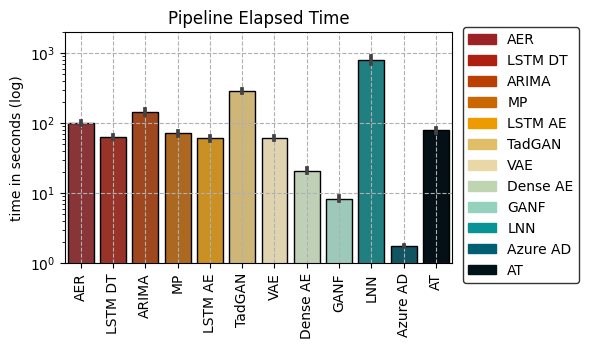 Pipeline Elapsed Time
time in seconds (log)
10³
10²
10¹
10⁰
AER
LSTM DT
ARIMA
MP
LSTM AE
TadGAN
VAE
Dense AE
GANF
LNN
Azure AD
AT
AER
LSTM DT
ARIMA
MP
LSTM AE
TadGAN
VAE
Dense AE
GANF
LNN
Azure AD
AT